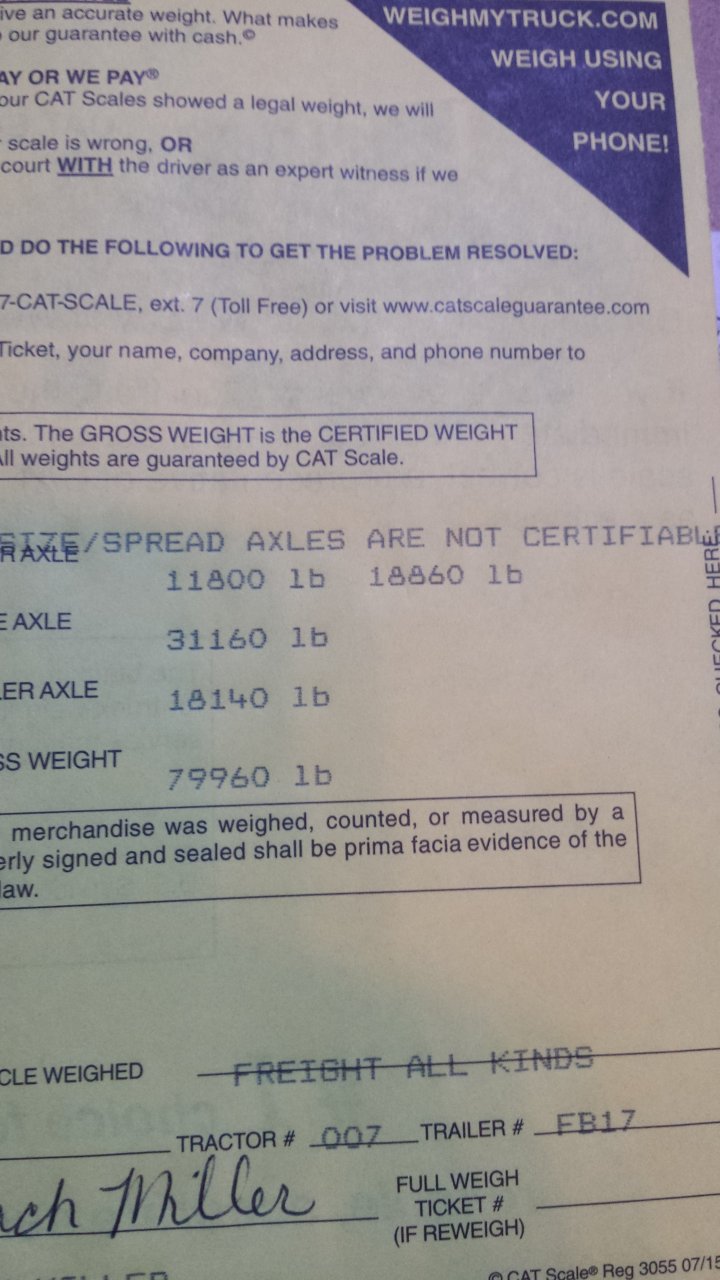 ive an accurate weight. What makes
our guarantee with cash.©
WEIGHMYTRUCK.COM
WEIGH USING
YOUR
PHONE!
AY OR WE PAY®
our CAT Scales showed a legal weight, we will
scale is wrong, OR
court WITH the driver as an expert witness if we
D DO THE FOLLOWING TO GET THE PROBLEM RESOLVED:
7-CAT-SCALE, ext. 7 (Toll Free) or visit www.catscaleguarantee.com
Ticket, your name, company, address, and phone number to
nts. The GROSS WEIGHT is the CERTIFIED WEIGHT
All weights are guaranteed by CAT Scale.
SIZE/SPREAD AXLES ARE NOT CERTIFIABL
R AXLE 11800 lb 18860 lb
E AXLE 31160 lb
LER AXLE 18140 lb
SS WEIGHT 79960 lb
merchandise was weighed, counted, or measured by a
erly signed and sealed shall be prima facia evidence of the
law.
CHECKED HERE:
CLE WEIGHED FREIGHT ALL KINDS
TRACTOR # 007 TRAILER # FB17
ach Miller
FULL WEIGH
TICKET #
(IF REWEIGH)
© CAT Scale® Reg 3055 07/15